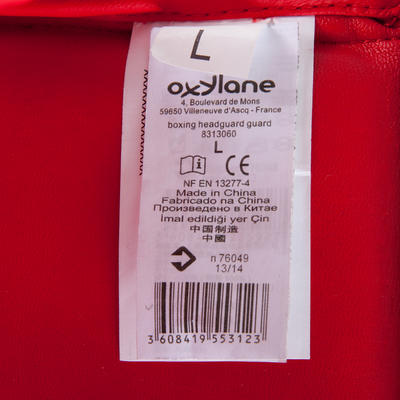 L
oxylane
4, Boulevard de Mons
59650 Villeneuve d'Ascq - France
boxing headguard guard
8313060
L
CE
NF EN 13277-4
Made in China
Fabricado na China
Произведено в Китае
İmal edildiği yer Çin
中国制造
中國
n 76049
13/14
3 608419 553123